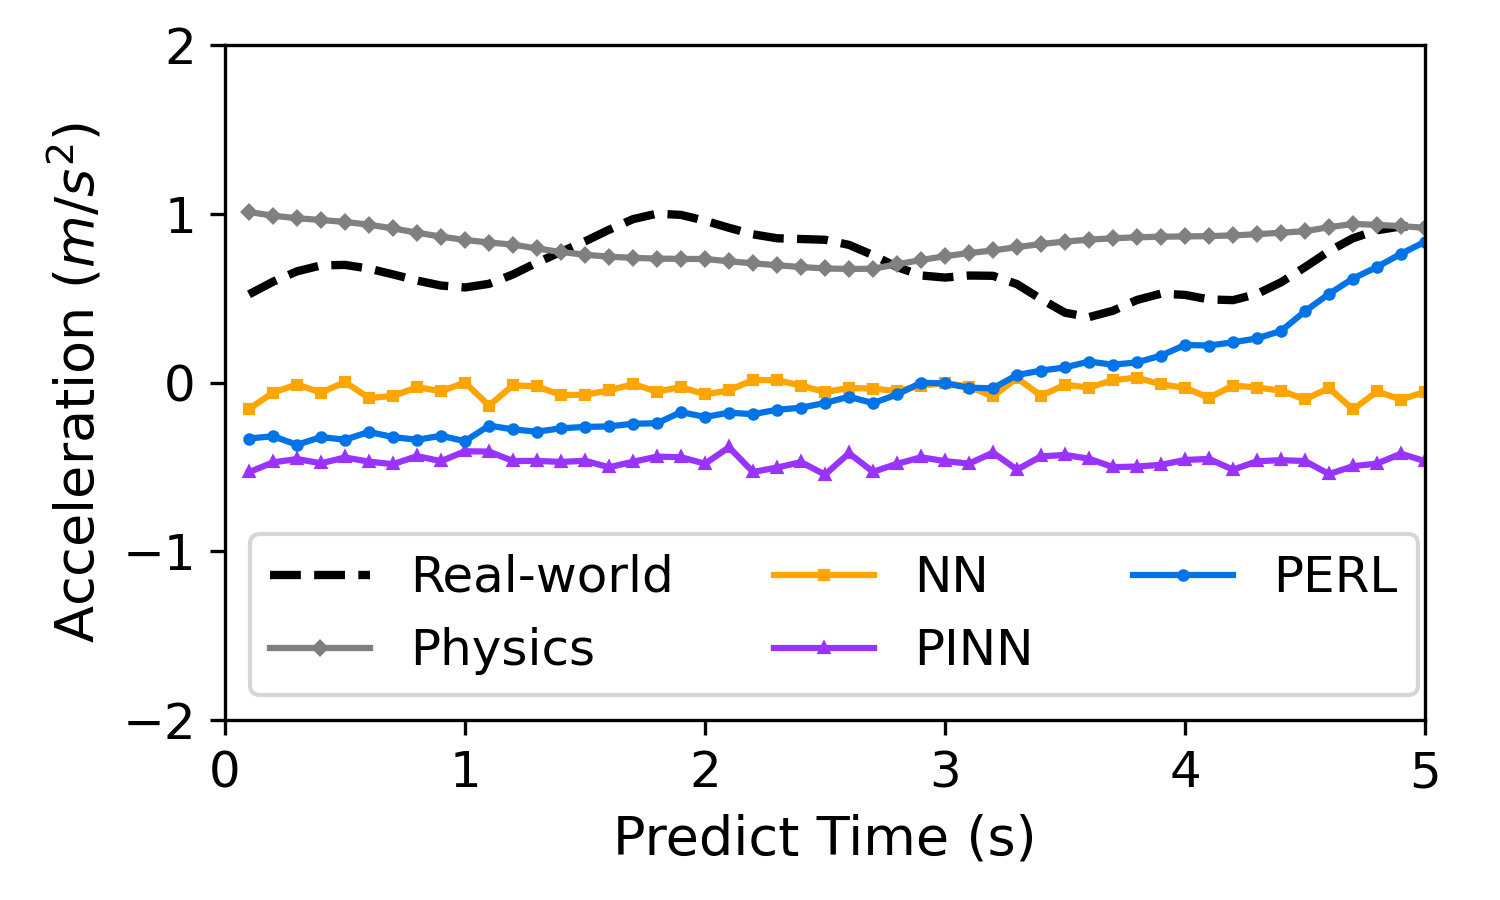 2
1
0
−1
−2
Acceleration (m/s²)
Real-world
Physics
NN
PINN
PERL
0 1 2 3 4 5
Predict Time (s)